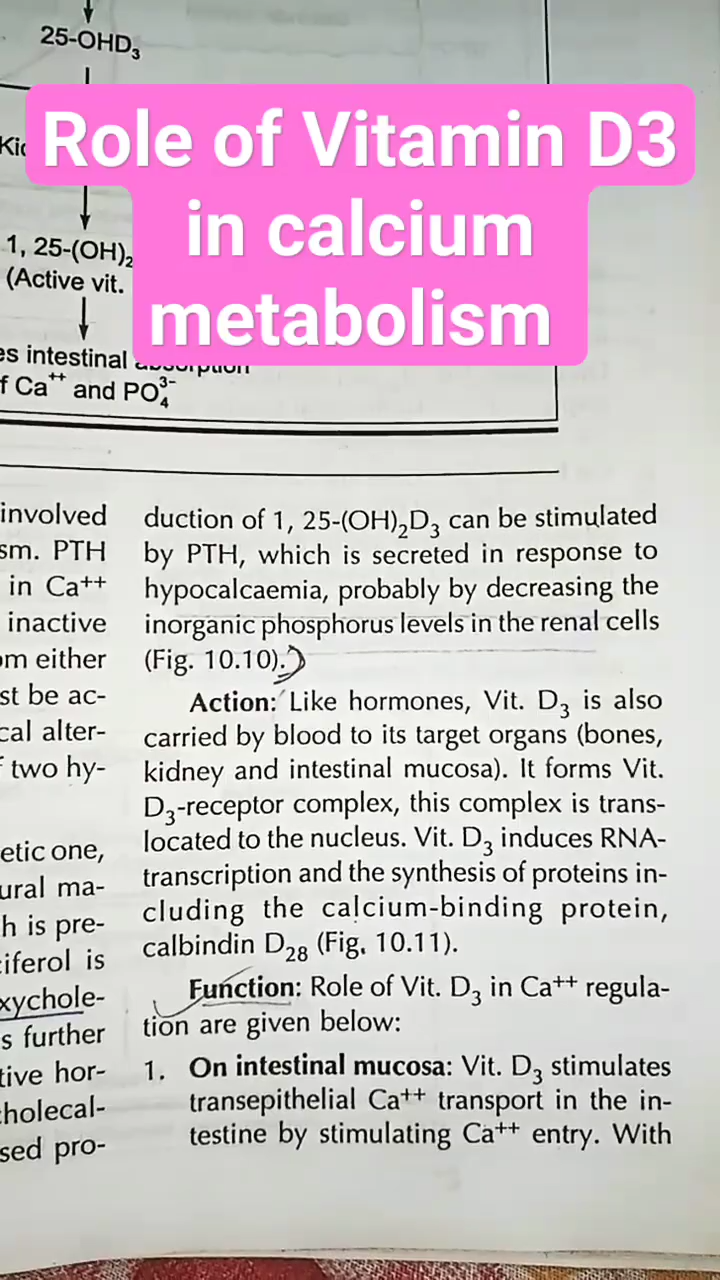 Role of Vitamin D3
in calcium
metabolism
25-OHD₃
1, 25-(OH)₂
(Active vit.
intestinal
Ca⁺⁺ and PO₄³⁻
involved
PTH
in Ca⁺⁺
inactive
either
be ac-
cal alter-
two hy-
etic one,
ural ma-
is pre-
is
xychole-
further
tive hor-
holecal-
sed pro-
duction of 1, 25-(OH)₂D₃ can be stimulated
by PTH, which is secreted in response to
hypocalcaemia, probably by decreasing the
inorganic phosphorus levels in the renal cells
(Fig. 10.10).
Action: Like hormones, Vit. D₃ is also
carried by blood to its target organs (bones,
kidney and intestinal mucosa). It forms Vit.
D₃-receptor complex, this complex is trans-
located to the nucleus. Vit. D₃ induces RNA-
transcription and the synthesis of proteins in-
cluding the calcium-binding protein,
calbindin D₂₈ (Fig. 10.11).
Function: Role of Vit. D₃ in Ca⁺⁺ regula-
tion are given below:
1. On intestinal mucosa: Vit. D₃ stimulates
transepithelial Ca⁺⁺ transport in the in-
testine by stimulating Ca⁺⁺ entry. With